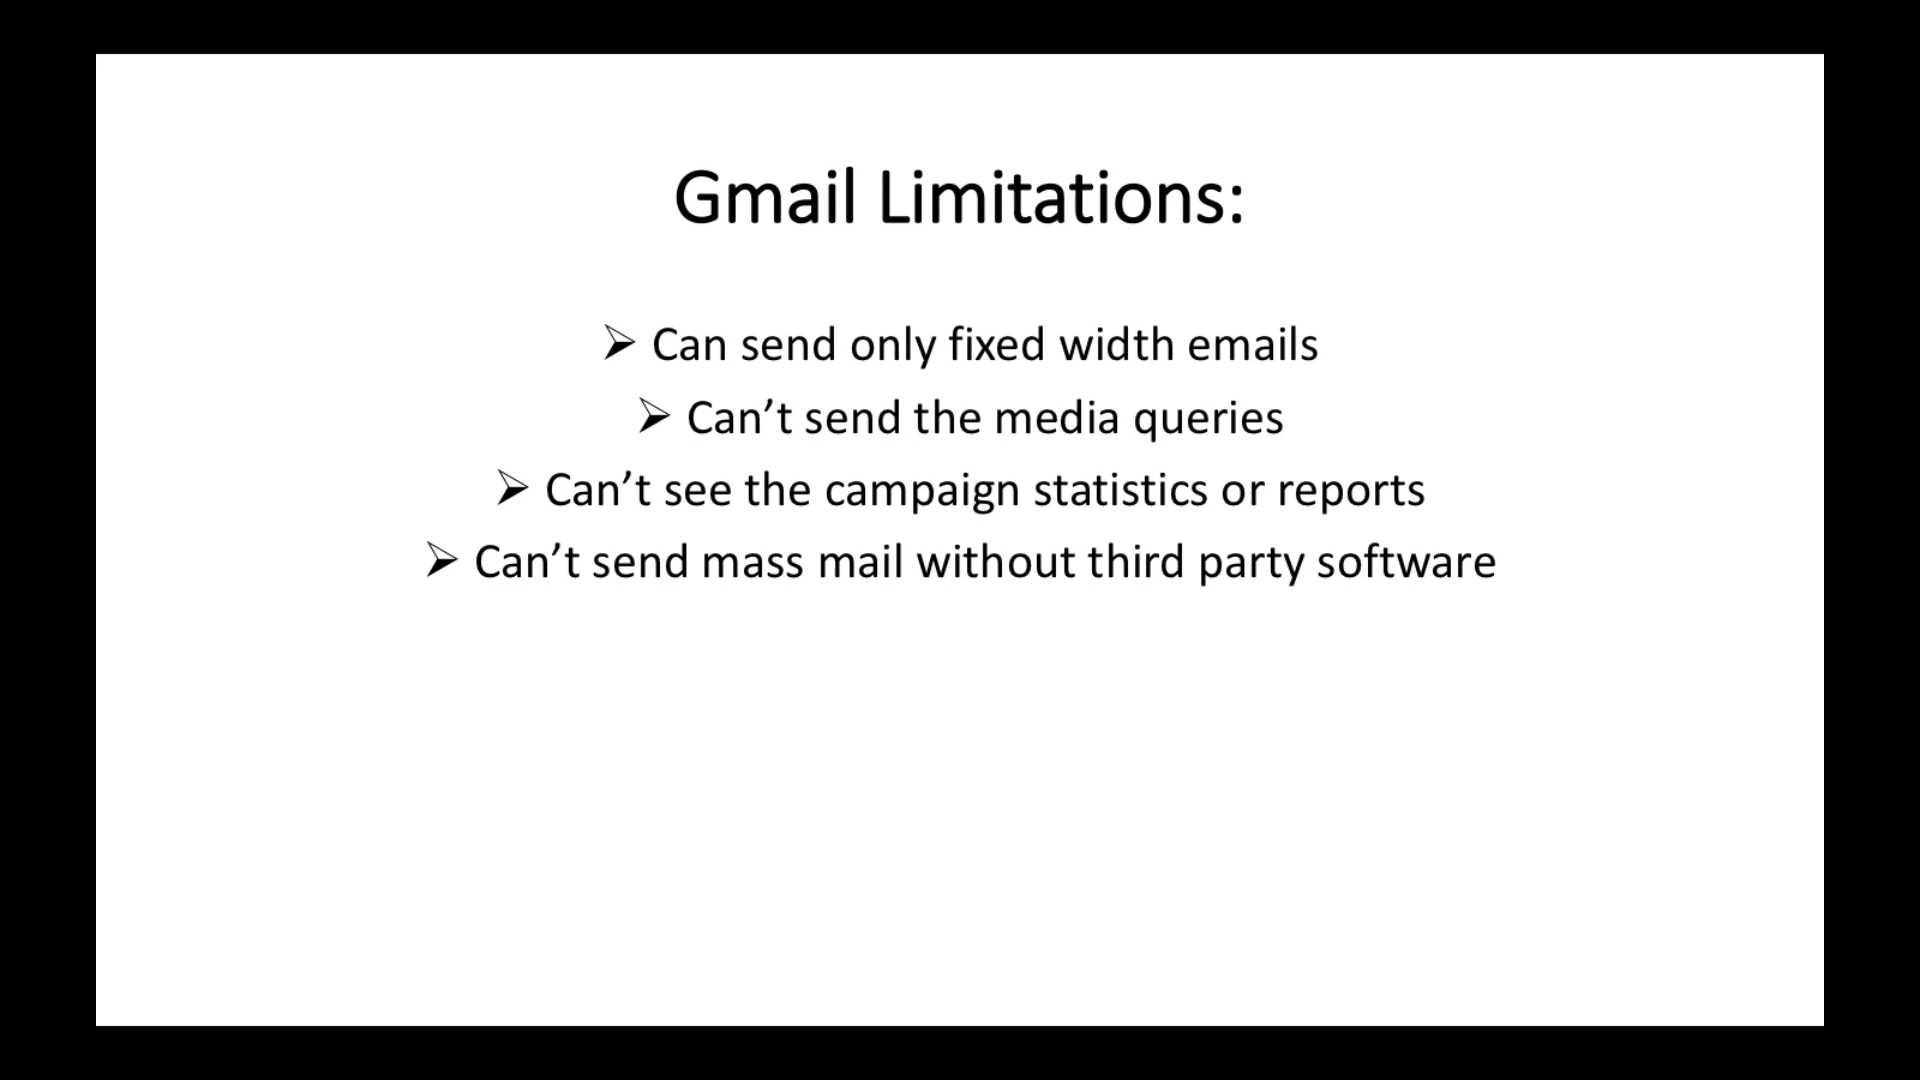 Gmail Limitations:
➢ Can send only fixed width emails
➢ Can’t send the media queries
➢ Can’t see the campaign statistics or reports
➢ Can’t send mass mail without third party software